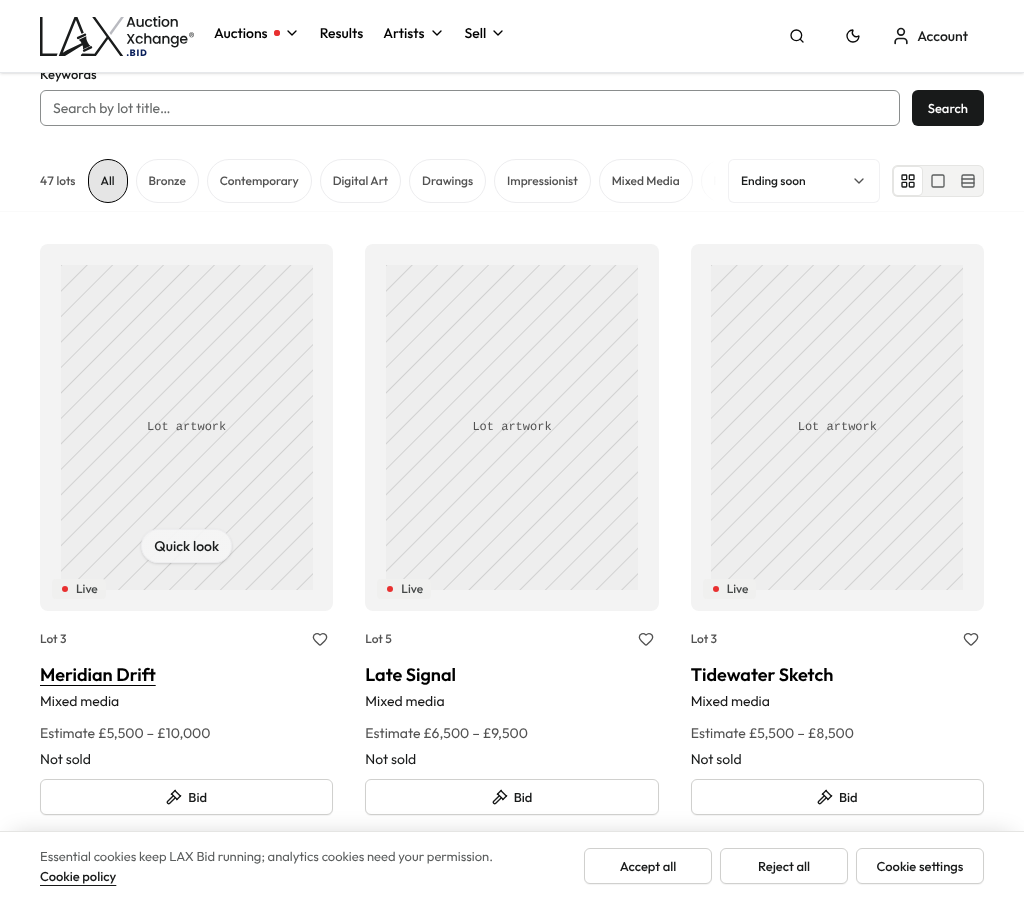 LAX Auction Xchange® .BID
Auctions
Results
Artists
Sell
Account
Keywords
Search by lot title…
Search
47 lots
All
Bronze
Contemporary
Digital Art
Drawings
Impressionist
Mixed Media
Ending soon
Lot artwork
Lot artwork
Lot artwork
Quick look
Live
Live
Live
Lot 3
Lot 5
Lot 3
Meridian Drift
Late Signal
Tidewater Sketch
Mixed media
Mixed media
Mixed media
Estimate £5,500 – £10,000
Estimate £6,500 – £9,500
Estimate £5,500 – £8,500
Not sold
Not sold
Not sold
Bid
Bid
Bid
Essential cookies keep LAX Bid running; analytics cookies need your permission.
Cookie policy
Accept all
Reject all
Cookie settings